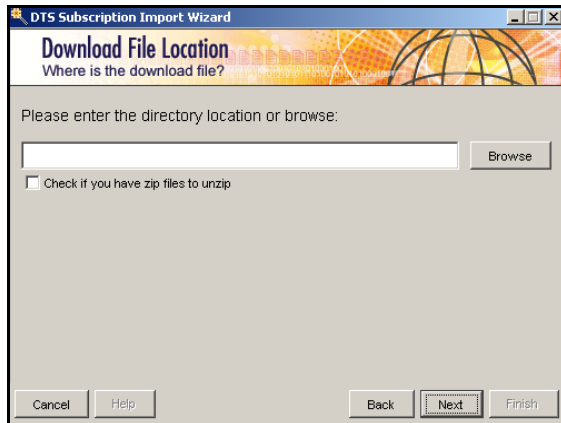 DTS Subscription Import Wizard
Download File Location
Where is the download file?
Please enter the directory location or browse:
Browse
Check if you have zip files to unzip
Cancel Help Back Next Finish